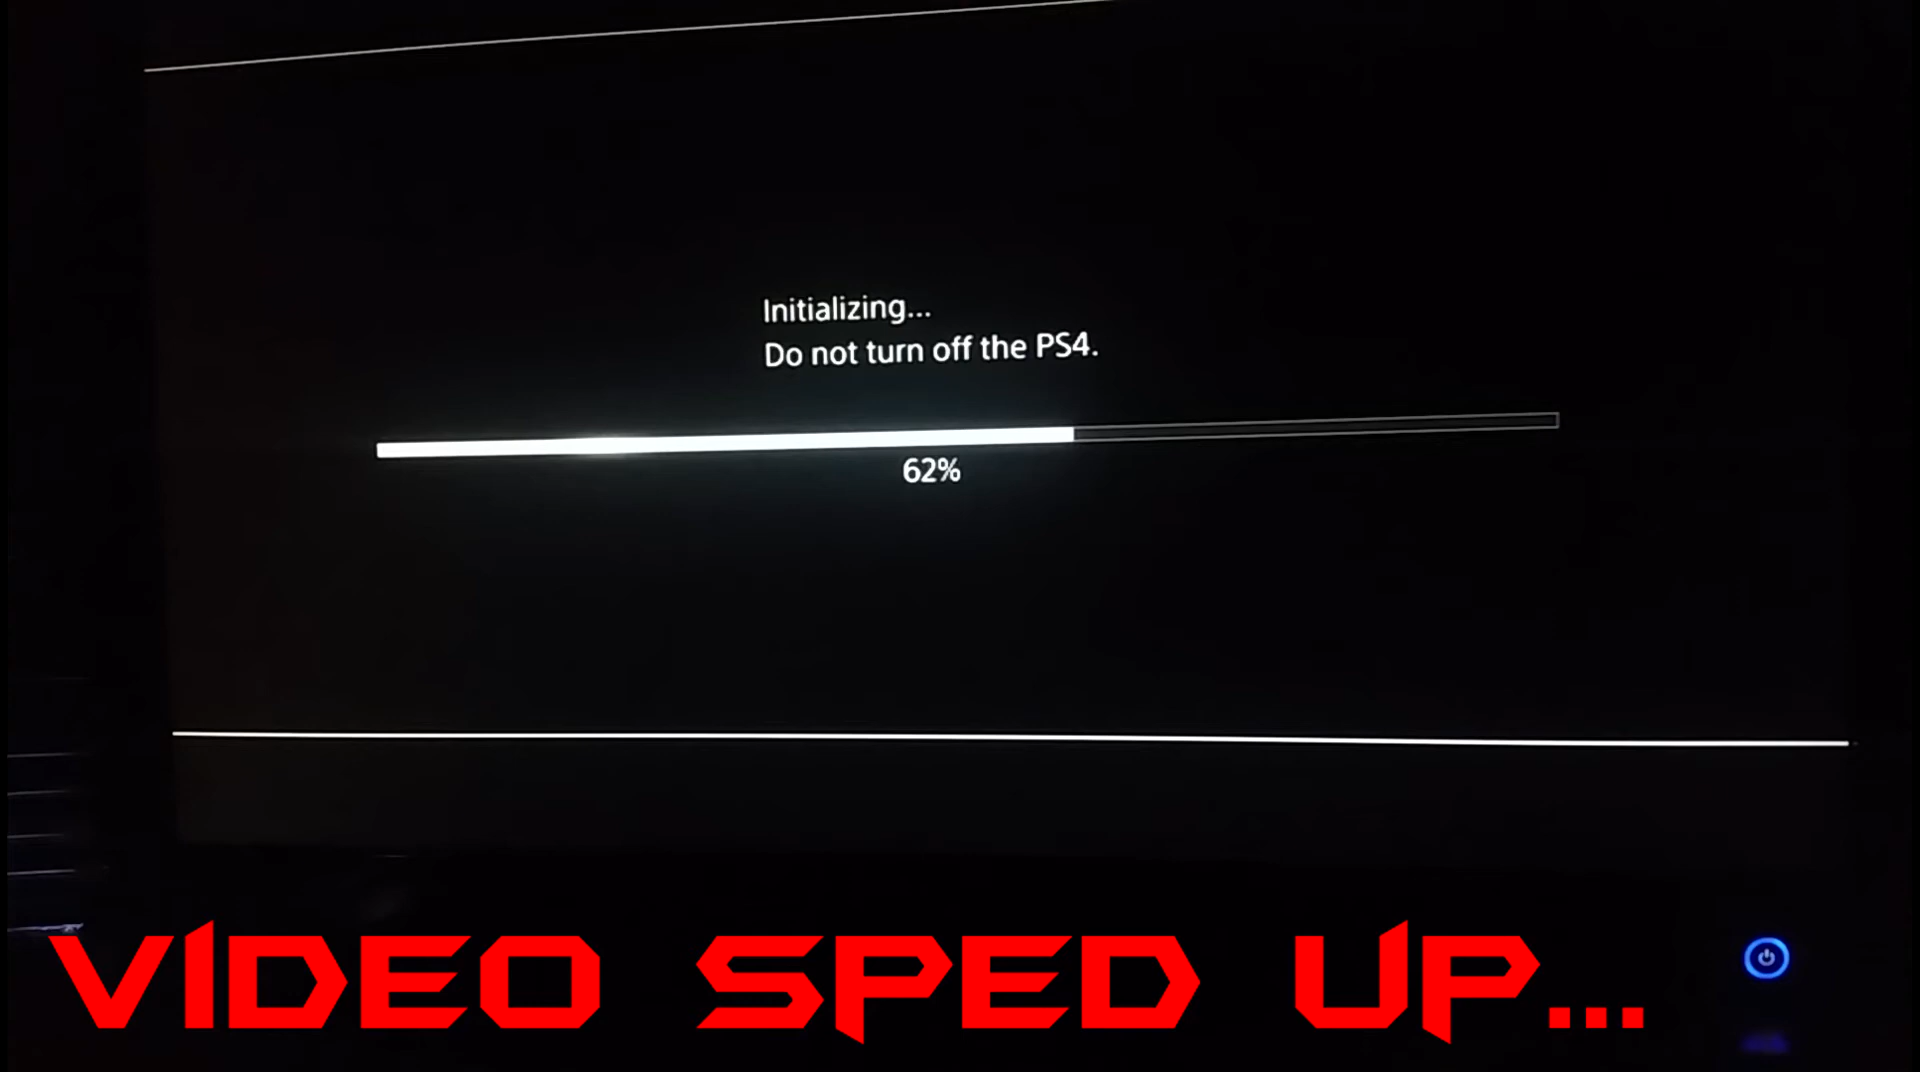 Initializing...
Do not turn off the PS4.
62%
VIDEO SPED UP...